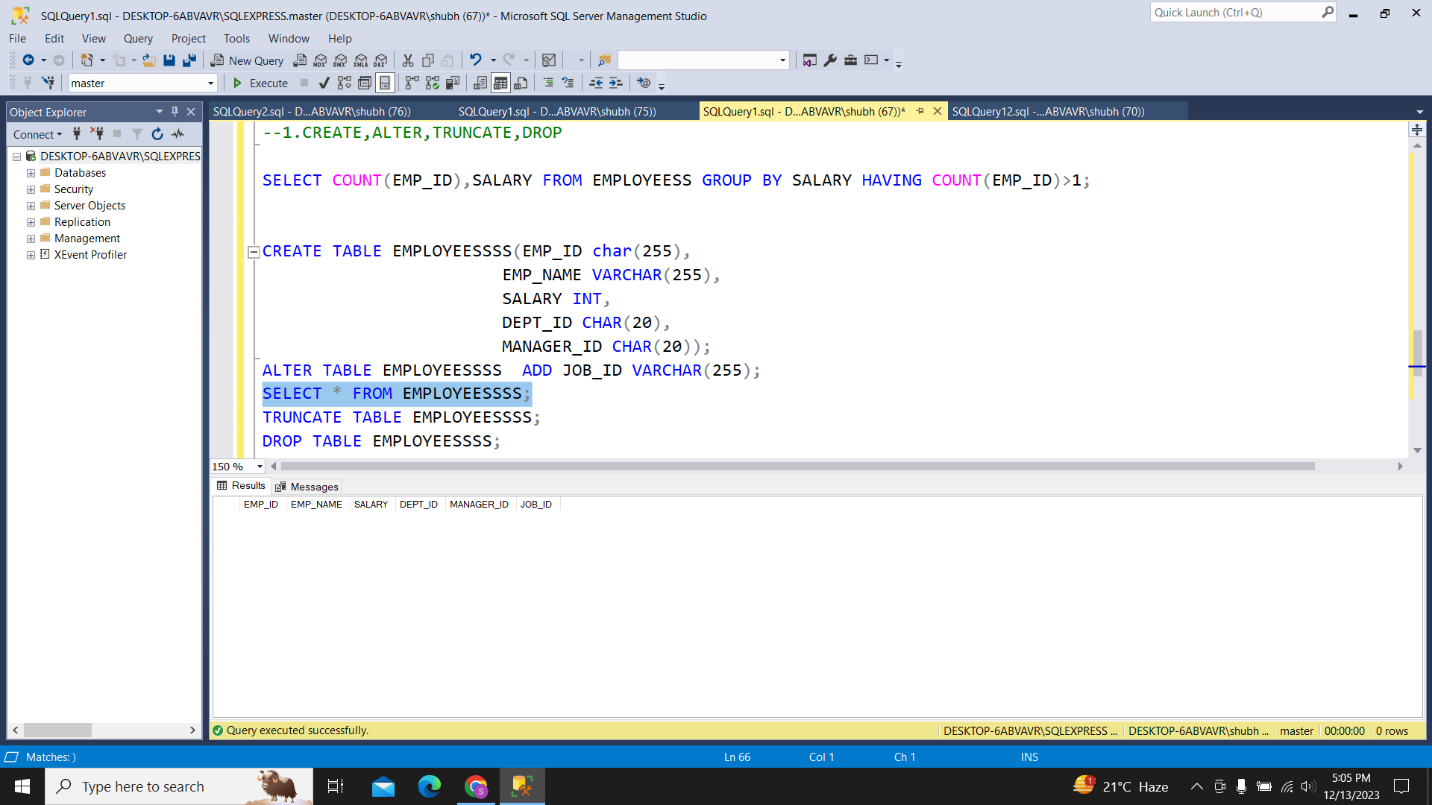 SQLQuery1.sql - DESKTOP-6ABVAVR\SQLEXPRESS.master (DESKTOP-6ABVAVR\shubh (67))* - Microsoft SQL Server Management Studio
Quick Launch (Ctrl+Q)
File Edit View Query Project Tools Window Help
New Query MDX DMX XMLA DAX
master Execute
Object Explorer
SQLQuery2.sql - D...ABVAVR\shubh (76)) SQLQuery1.sql - D...ABVAVR\shubh (75)) SQLQuery1.sql - D...ABVAVR\shubh (67))* SQLQuery12.sql -...ABVAVR\shubh (70))
Connect
DESKTOP-6ABVAVR\SQLEXPRES
Databases
Security
Server Objects
Replication
Management
XEvent Profiler
--1.CREATE,ALTER,TRUNCATE,DROP
SELECT COUNT(EMP_ID),SALARY FROM EMPLOYEESS GROUP BY SALARY HAVING COUNT(EMP_ID)>1;
CREATE TABLE EMPLOYEESSSS(EMP_ID char(255),
EMP_NAME VARCHAR(255),
SALARY INT,
DEPT_ID CHAR(20),
MANAGER_ID CHAR(20));
ALTER TABLE EMPLOYEESSSS  ADD JOB_ID VARCHAR(255);
SELECT * FROM EMPLOYEESSSS;
TRUNCATE TABLE EMPLOYEESSSS;
DROP TABLE EMPLOYEESSSS;
150 %
Results Messages
EMP_ID EMP_NAME SALARY DEPT_ID MANAGER_ID JOB_ID
Query executed successfully. DESKTOP-6ABVAVR\SQLEXPRESS ... DESKTOP-6ABVAVR\shubh ... master 00:00:00 0 rows
Matches: ) Ln 66 Col 1 Ch 1 INS
Type here to search S 1 21°C Haze 5:05 PM
12/13/2023